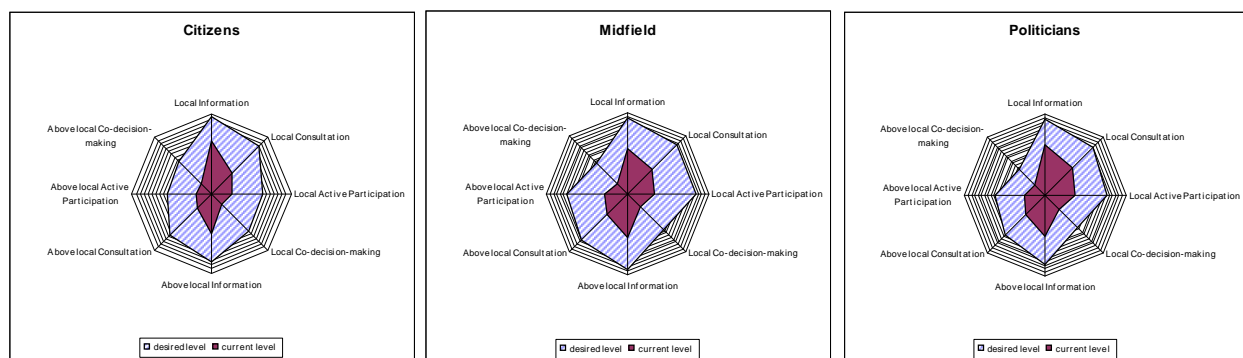 Citizens
Local Information
Above local Co-decision-
making
Local Consultation
Above local Active
Participation
Local Active Participation
Above local Consultation
Local Co-decision-making
Above local Information
desired level
current level
Midfield
Local Information
Above local Co-decision-
making
Local Consultation
Above local Active
Participation
Local Active Participation
Above local Consultation
Local Co-decision-making
Above local Information
desired level
current level
Politicians
Local Information
Above local Co-decision-
making
Local Consultation
Above local Active
Participation
Local Active Participation
Above local Consultation
Local Co-decision-making
Above local Information
desired level
current level